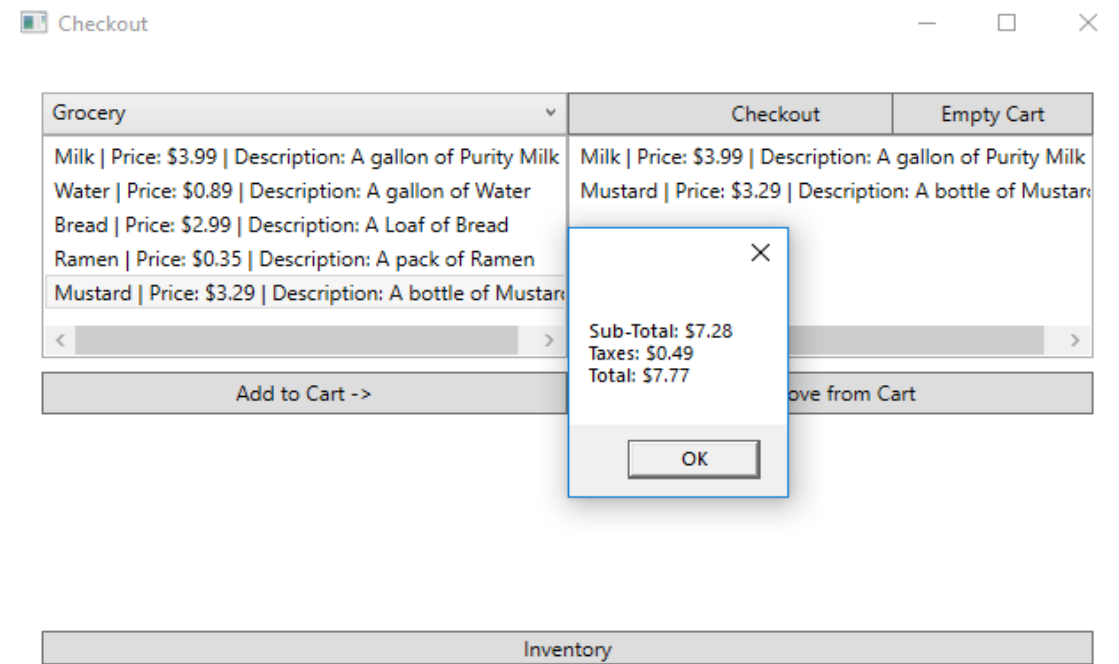 Checkout
Grocery
Checkout
Empty Cart
Milk | Price: $3.99 | Description: A gallon of Purity Milk
Water | Price: $0.89 | Description: A gallon of Water
Bread | Price: $2.99 | Description: A Loaf of Bread
Ramen | Price: $0.35 | Description: A pack of Ramen
Mustard | Price: $3.29 | Description: A bottle of
Milk | Price: $3.99 | Description: A gallon of Purity Milk
Mustard | Price: $3.29 | Description: A bottle of
Sub-Total: $7.28
Taxes: $0.49
Total: $7.77
OK
Add to Cart ->
from Cart
Inventory